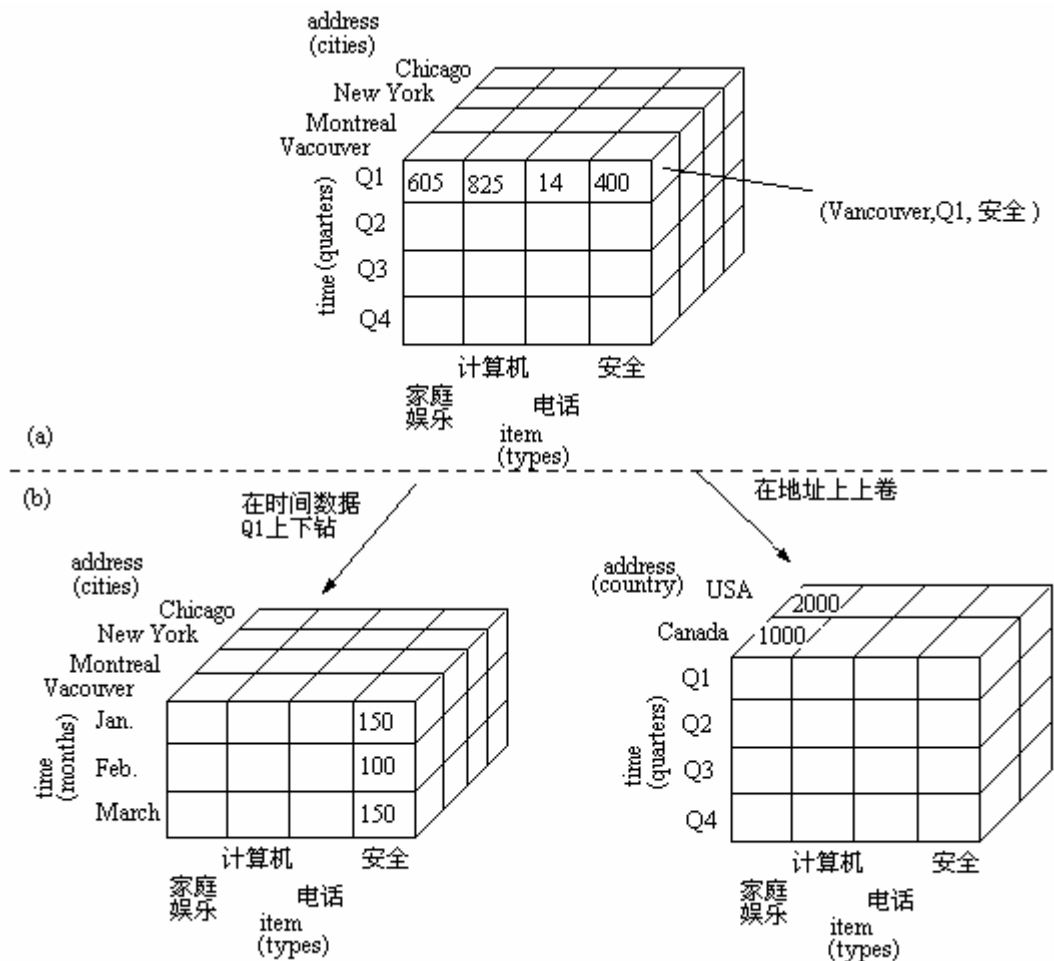 address
(cities)
Chicago
New York
Montreal
Vacouver
time (quarters)
Q1
605 825 14 400
Q2
Q3
Q4
(Vancouver,Q1, 安全)
计算机 安全
家庭
娱乐
电话
item
(types)
(a)
(b)
在时间数据
Q1上下钻
在地址上上卷
address
(cities)
Chicago
New York
Montreal
Vacouver
time
(months)
Jan.
150
Feb.
100
March
150
计算机 安全
家庭
娱乐
电话
item
(types)
address
(country)
USA
2000
Canada
1000
time
(quarters)
Q1
Q2
Q3
Q4
计算机 安全
家庭
娱乐
电话
item
(types)